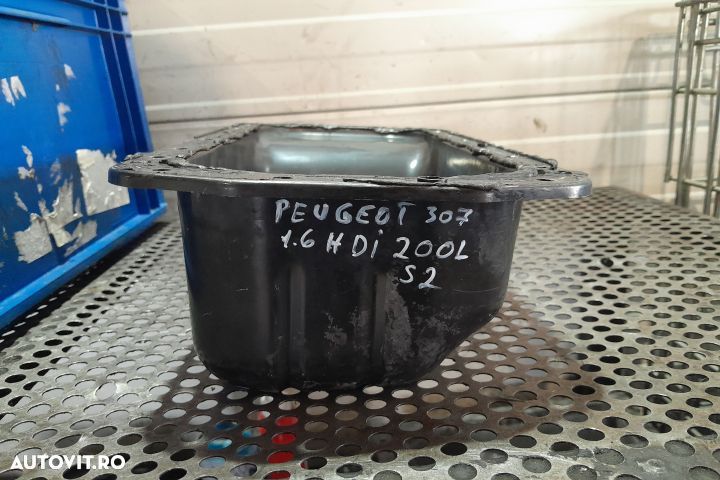 PEUGEOT 307
1.6 HDi 200L
S2
AUTOVIT.RO